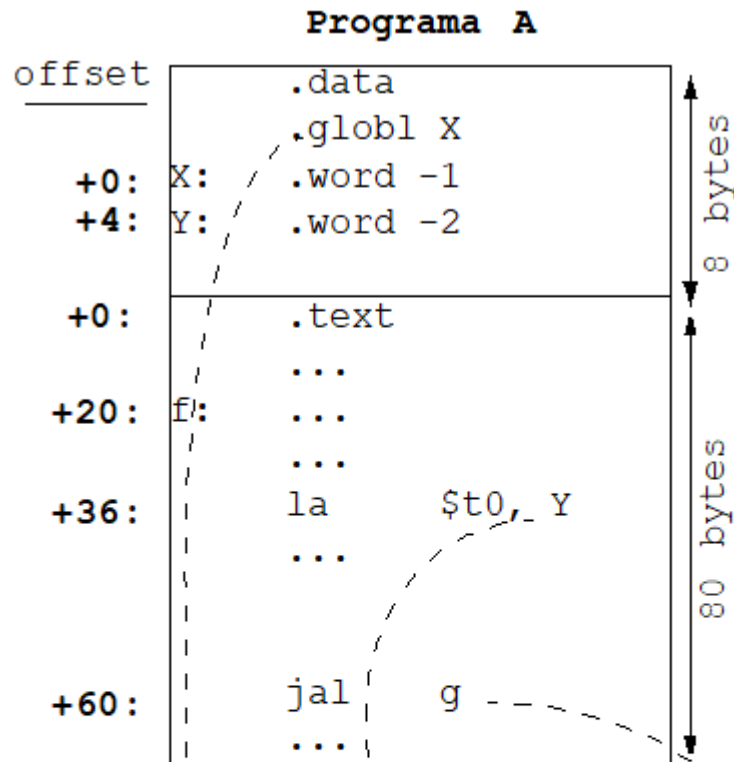 Programa A
offset
.data
.globl X
+0: X: .word -1
+4: Y: .word -2
8 bytes
+0: .text
...
+20: f: ...
...
+36: la $t0, Y
...
80 bytes
+60: jal g
...